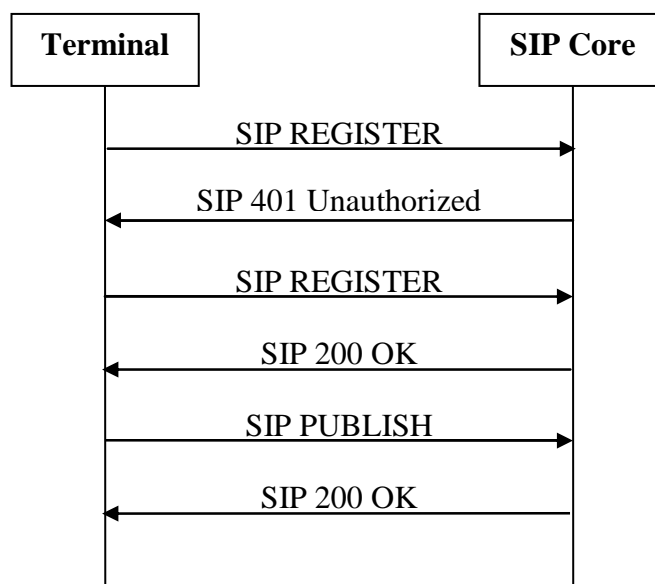 Terminal
SIP Core
SIP REGISTER
SIP 401 Unauthorized
SIP REGISTER
SIP 200 OK
SIP PUBLISH
SIP 200 OK